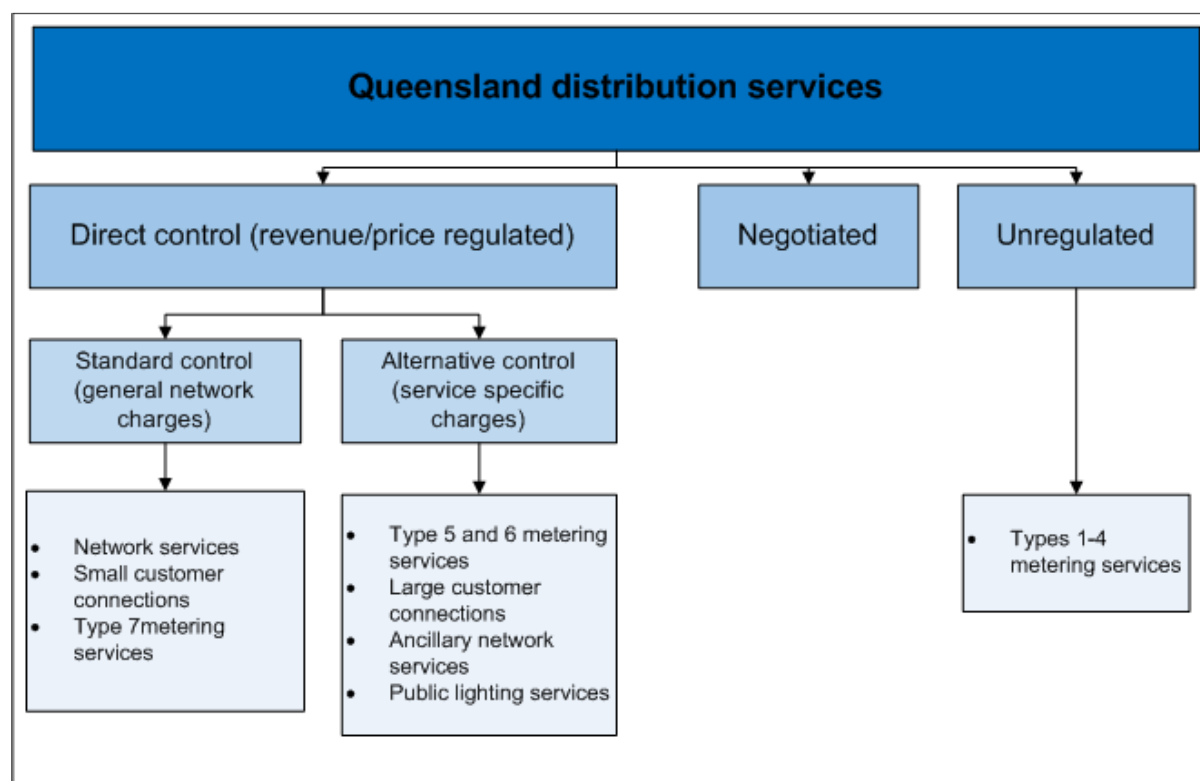 Queensland distribution services
Direct control (revenue/price regulated)
Negotiated
Unregulated
Standard control
(general network
charges)
Alternative control
(service specific
charges)
• Network services
• Small customer
connections
• Type 7metering
services
• Type 5 and 6 metering
services
• Large customer
connections
• Ancillary network
services
• Public lighting services
• Types 1-4
metering services